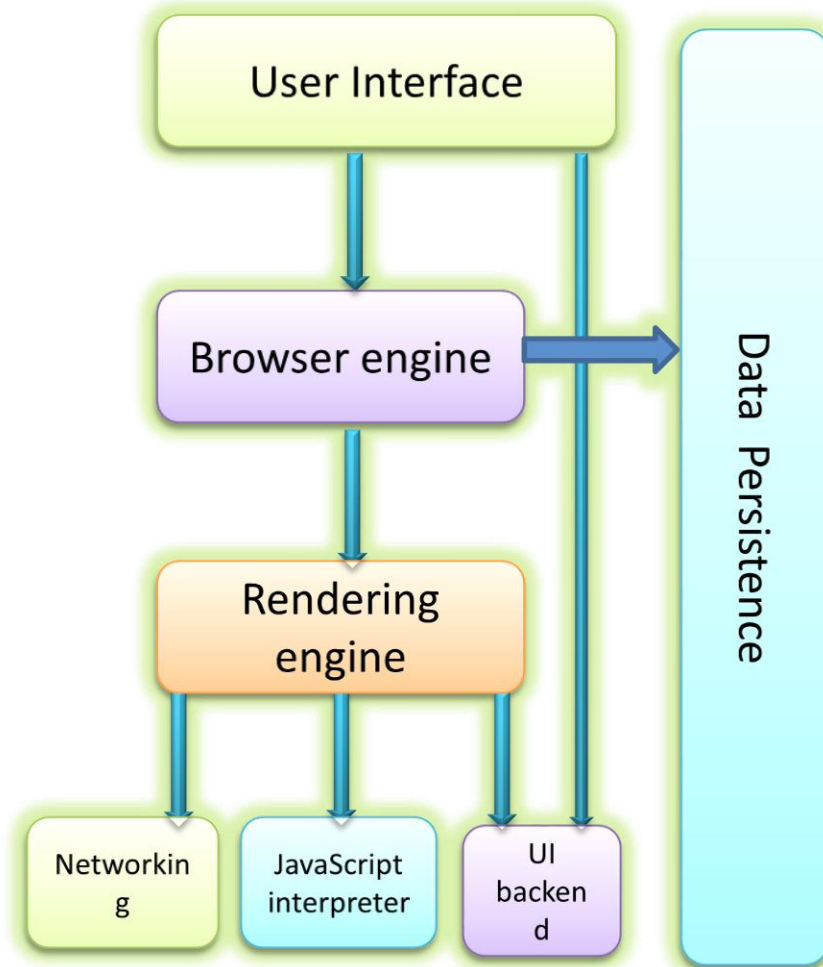 User Interface
Browser engine
Data Persistence
Rendering
engine
Networkin
g
JavaScript
interpreter
UI
backen
d